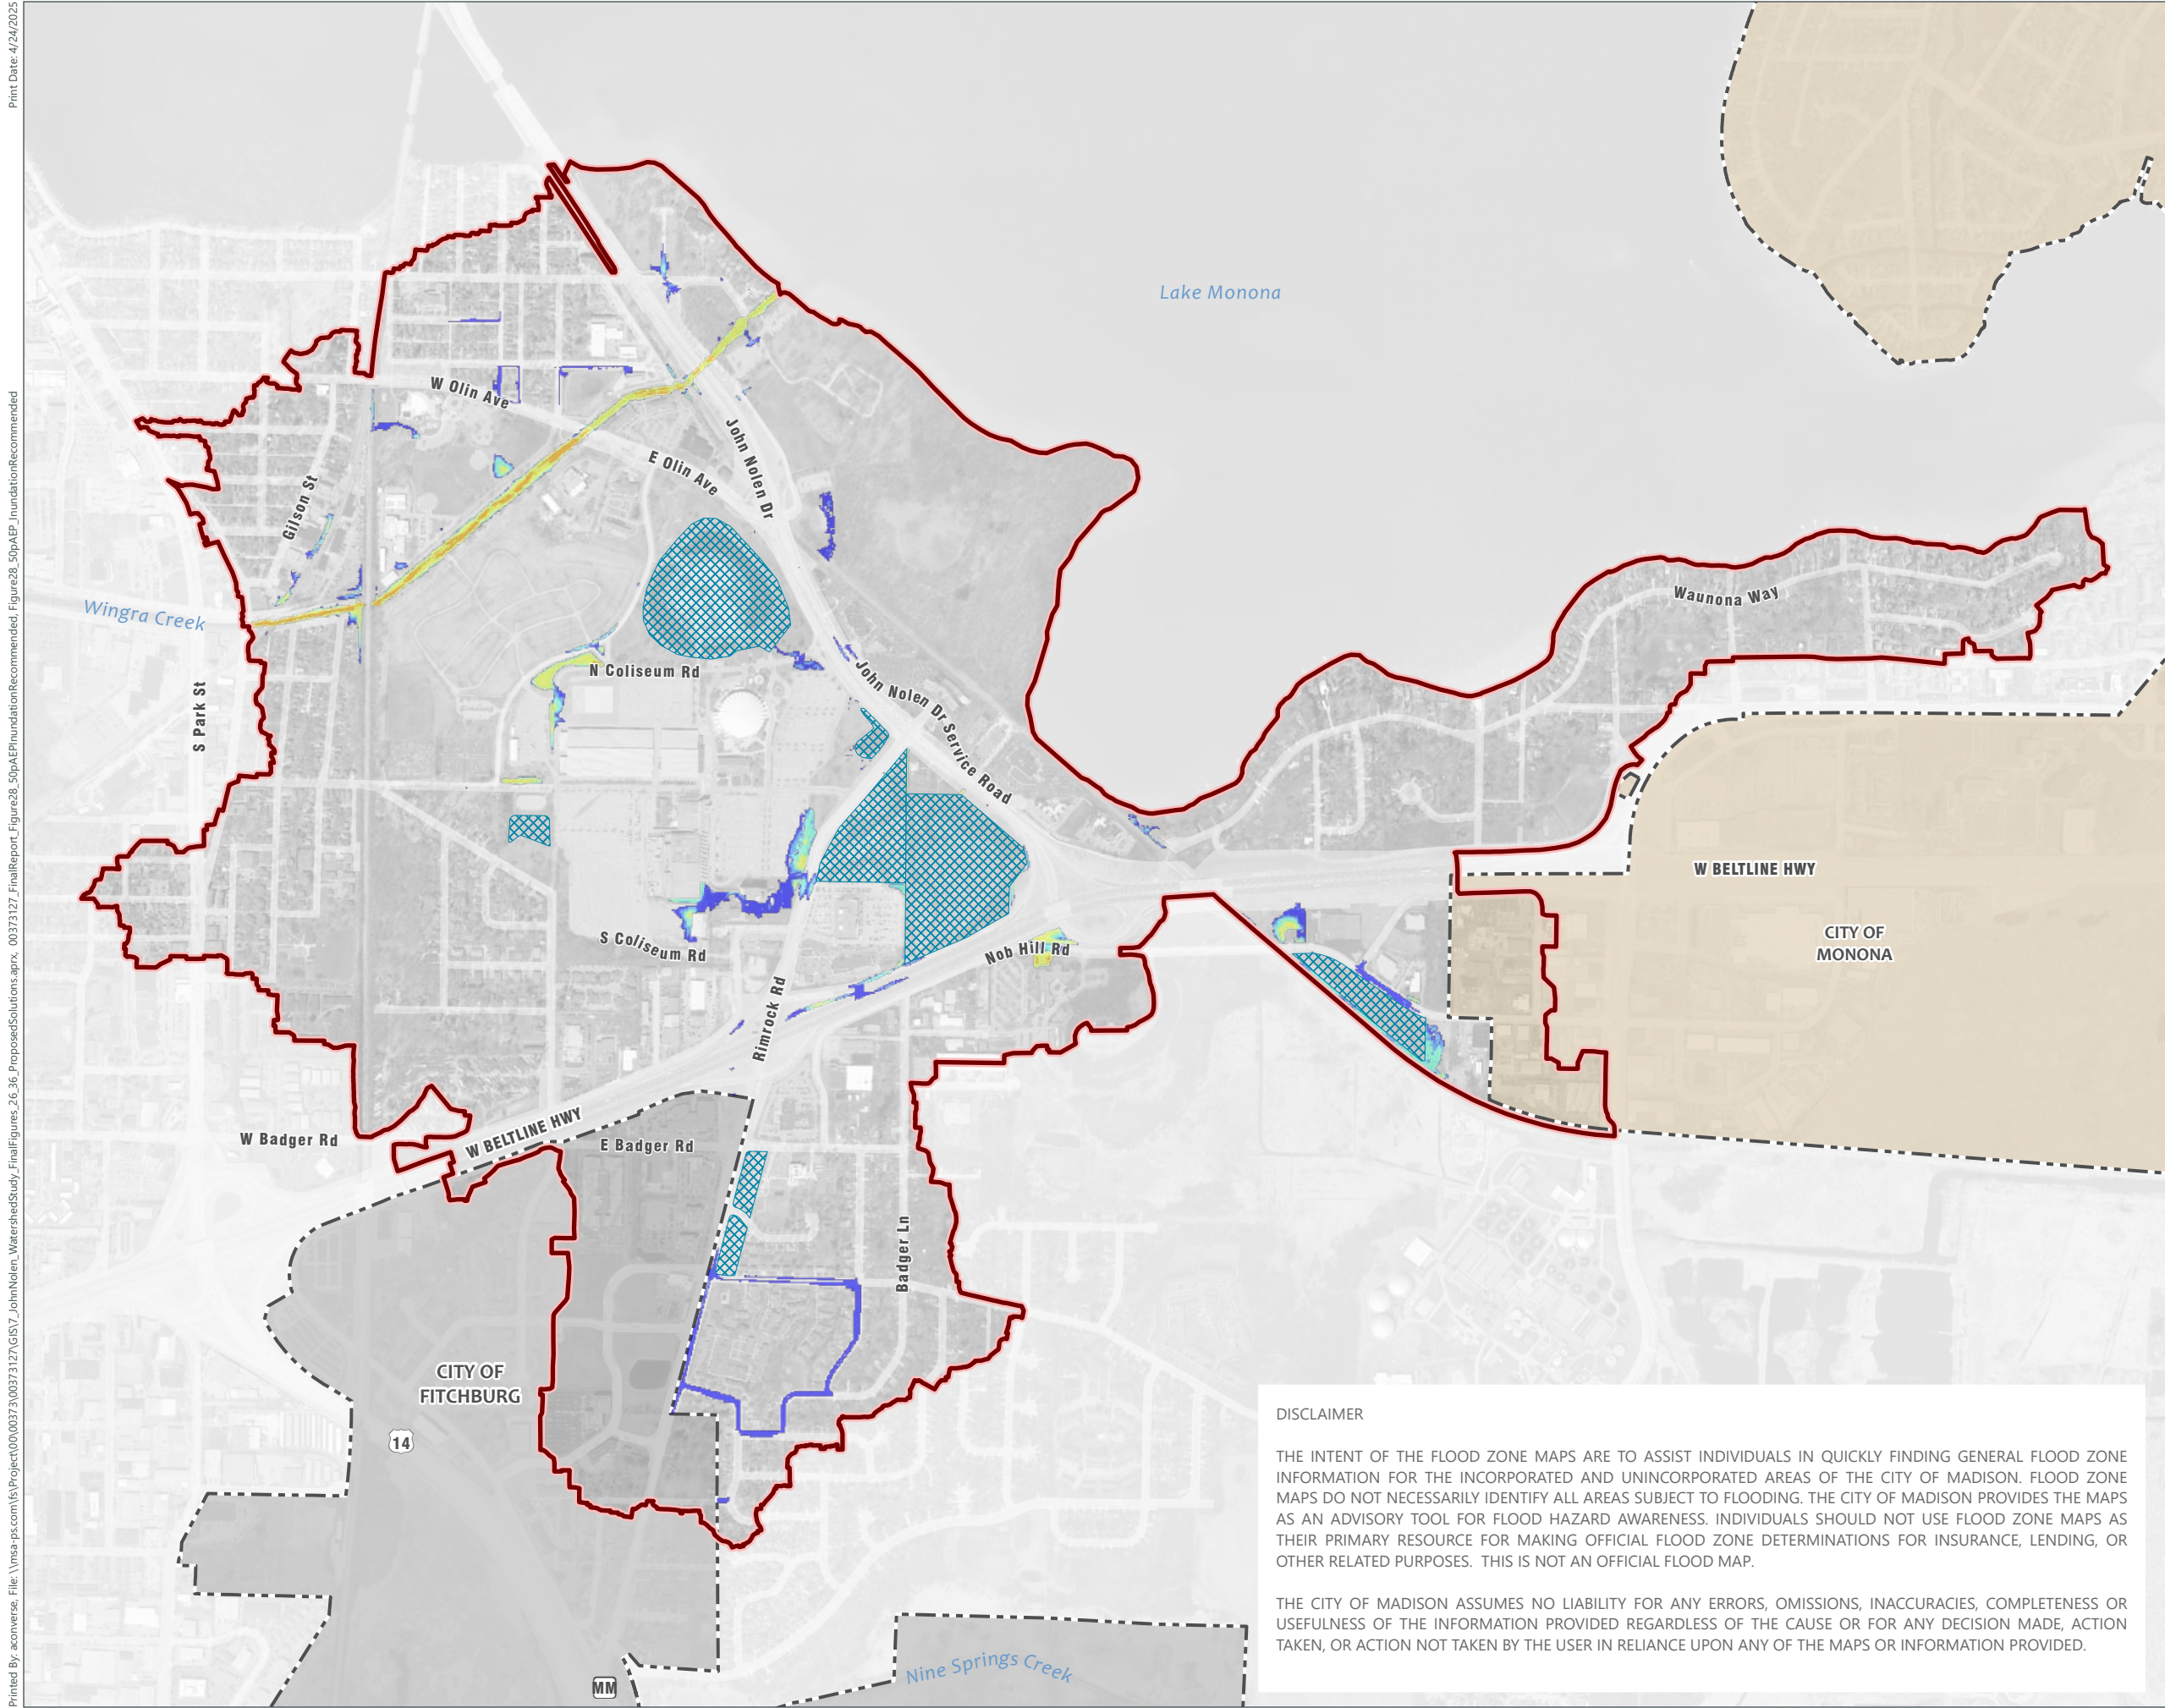 Print Date: 4/24/2025
Printed By: aconverse, File: \\msa-ps.com\fs\Project\00\00373\00373127\GIS\7_JohnNolen_WatershedStudy_FinalFigures_26_36_ProposedSolutions.aprx, 00373127_FinalReport_Figure28_50pAEPInundationRecommended, Figure28_50pAEP_InundationRecommended
Lake Monona
W Olin Ave
John Nolen Dr
E Olin Ave
Gilson St
Wingra Creek
Waunona Way
N Coliseum Rd
S Park St
John Nolen Dr Service Road
W BELTLINE HWY
CITY OF
MONONA
S Coliseum Rd
Nob Hill Rd
Rimrock Rd
W Badger Rd
W BELTLINE HWY
E Badger Rd
Badger Ln
CITY OF
FITCHBURG
14
MM
Nine Springs Creek
DISCLAIMER
THE INTENT OF THE FLOOD ZONE MAPS ARE TO ASSIST INDIVIDUALS IN QUICKLY FINDING GENERAL FLOOD ZONE
INFORMATION FOR THE INCORPORATED AND UNINCORPORATED AREAS OF THE CITY OF MADISON. FLOOD ZONE
MAPS DO NOT NECESSARILY IDENTIFY ALL AREAS SUBJECT TO FLOODING. THE CITY OF MADISON PROVIDES THE MAPS
AS AN ADVISORY TOOL FOR FLOOD HAZARD AWARENESS. INDIVIDUALS SHOULD NOT USE FLOOD ZONE MAPS AS
THEIR PRIMARY RESOURCE FOR MAKING OFFICIAL FLOOD ZONE DETERMINATIONS FOR INSURANCE, LENDING, OR
OTHER RELATED PURPOSES. THIS IS NOT AN OFFICIAL FLOOD MAP.
THE CITY OF MADISON ASSUMES NO LIABILITY FOR ANY ERRORS, OMISSIONS, INACCURACIES, COMPLETENESS OR
USEFULNESS OF THE INFORMATION PROVIDED REGARDLESS OF THE CAUSE OR FOR ANY DECISION MADE, ACTION
TAKEN, OR ACTION NOT TAKEN BY THE USER IN RELIANCE UPON ANY OF THE MAPS OR INFORMATION PROVIDED.